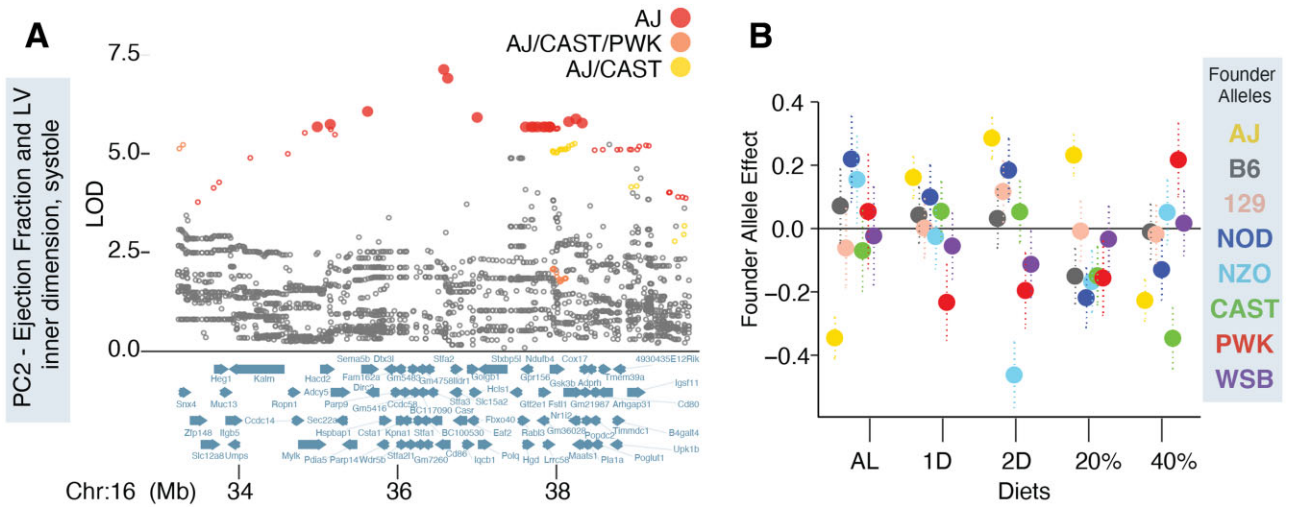 A
B
AJ
AJ/CAST/PWK
AJ/CAST
PC2 - Ejection Fraction and LV
inner dimension, systole
LOD
7.5
5.0
2.5
0.0
Sema5b Dfx3l Stfa2 Stxbp5l Ndufb4 Cox17 4930435E12Rik
Heg1 Kalrn Hacd2 Fam162a Gm5483 Gm4758 Ildr1 Golgb1 Gpr156 Gsk3b Adprh Tmem39a Igsf11
Dirc2 Hcls1
Snx4 Muc13 Ropn1 Adcy5 Parp9 Ccdc58 Stfa3 Slc15a2 Gtf2e1 Fstl1 Gm21987 Arhgap31 Cd80
Gm5416 BC117090 Casr Nr1i2
Ccdc14 Sec22a Fbxo40 Gm36028 Timmdc1
Zfp148 Itgb5 Hspbap1 Csta1 Kpna1 Stfa1 BC100530 Eaf2 Rabl3 Popdc2 B4galt4
Cd86 Upk1b
Slc12a8 Umps Mylk Pdia5 Parp14 Wdr5b Stfa2l1 Gm7260 Iqcb1 Polq Hgd Lrrc58 Maats1 Pla1a Poglut1
Chr:16 (Mb) 34 36 38
Founder Allele Effect
0.4
0.2
0.0
−0.2
−0.4
AL 1D 2D 20% 40%
Diets
Founder
Alleles
AJ
B6
129
NOD
NZO
CAST
PWK
WSB